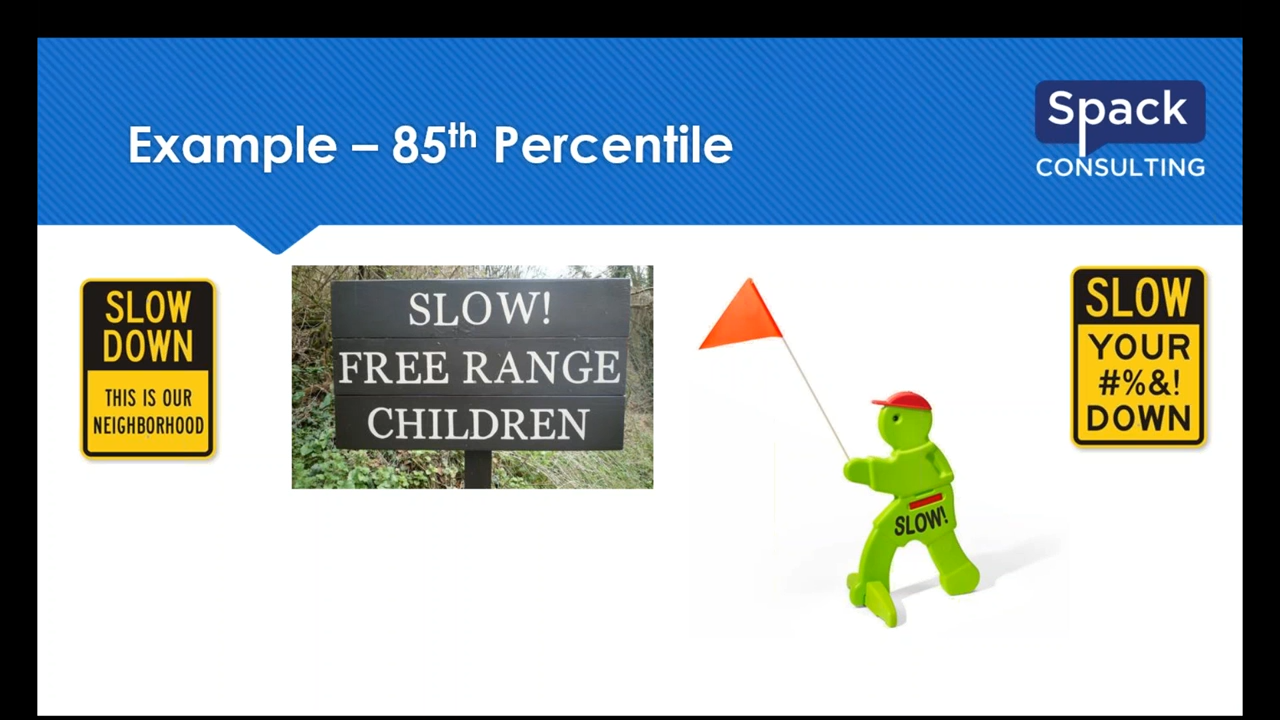 Example – 85th Percentile
Spack
CONSULTING
SLOW
DOWN
THIS IS OUR
NEIGHBORHOOD
SLOW!
FREE RANGE
CHILDREN
SLOW!
SLOW
YOUR
#%&!
DOWN